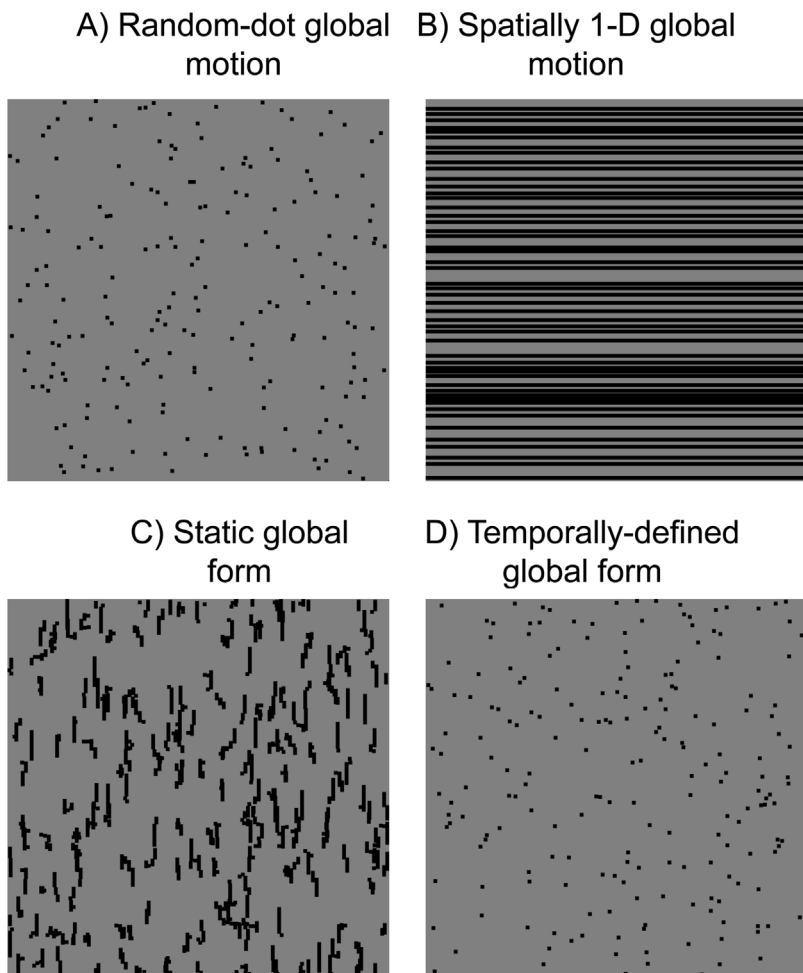 A) Random-dot global
motion
B) Spatially 1-D global
motion
C) Static global
form
D) Temporally-defined
global form